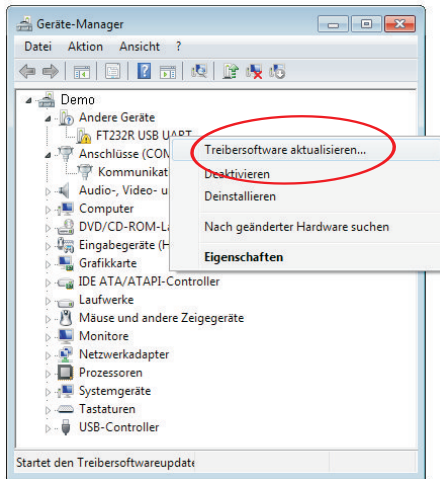 Geräte-Manager
Datei Aktion Ansicht ?
Demo
Andere Geräte
FT232R USB UART
Treibersoftware aktualisieren...
Anschlüsse (COM
Deaktivieren
Kommunikat
Deinstallieren
Audio-, Video- u
Computer
Nach geänderter Hardware suchen
DVD/CD-ROM-L
Eingabegeräte (H
Eigenschaften
Grafikkarte
IDE ATA/ATAPI-Controller
Laufwerke
Mäuse und andere Zeigegeräte
Monitore
Netzwerkadapter
Prozessoren
Systemgeräte
Tastaturen
USB-Controller
Startet den Treibersoftwareupdate